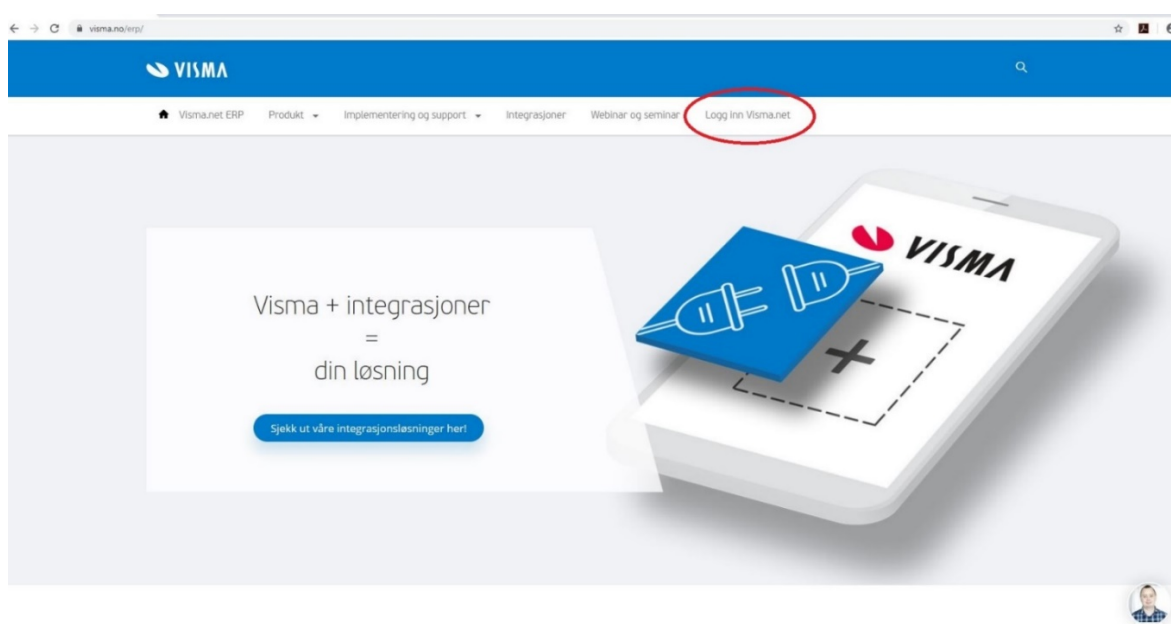 visma.no/erp/
VISMA
Visma.net ERP Produkt Implementering og support Integrasjoner Webinar og seminar Logg inn Visma.net
VISMA
Visma + integrasjoner
=
din løsning
+
Sjekk ut våre integrasjonsløsninger her!